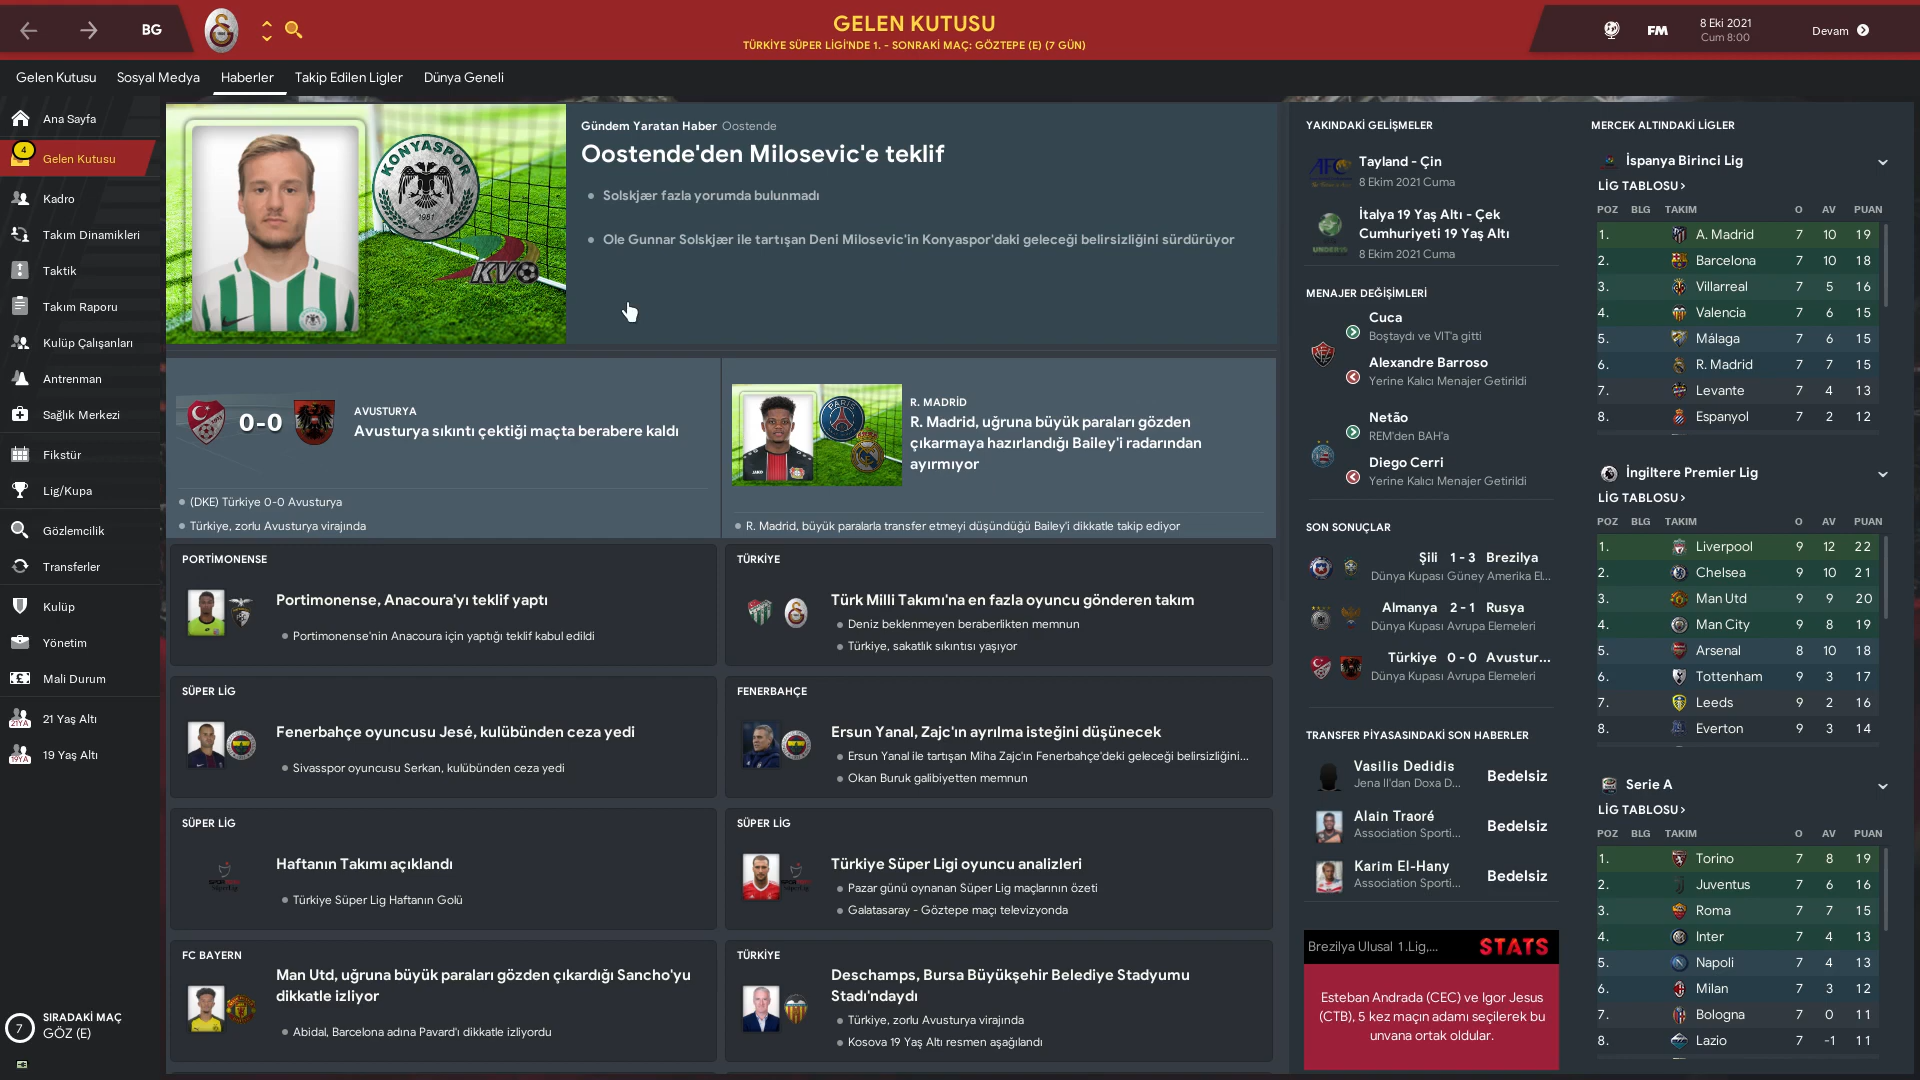 BG
GELEN KUTUSU
TÜRKİYE SÜPER LİGİ'NDE 1. - SONRAKİ MAÇ: GÖZTEPE (E) (7 GÜN)
FM
8 Eki 2021
Cum 8:00
Devam
Gelen Kutusu
Sosyal Medya
Haberler
Takip Edilen Ligler
Dünya Geneli
Ana Sayfa
4
Gelen Kutusu
Kadro
Takım Dinamikleri
Taktik
Takım Raporu
Kulüp Çalışanları
Antrenman
Sağlık Merkezi
Fikstür
Lig/Kupa
Gözlemcilik
Transferler
Kulüp
Yönetim
Mali Durum
21YA
21 Yaş Altı
19YA
19 Yaş Altı
7
SIRADAKİ MAÇ
GÖZ (E)
KONYASPOR
1981
KVO
Gündem Yaratan Haber Oostende
Oostende'den Milosevic'e teklif
Solskjær fazla yorumda bulunmadı
Ole Gunnar Solskjær ile tartışan Deni Milosevic'in Konyaspor'daki geleceği belirsizliğini sürdürüyor
0-0
AVUSTURYA
Avusturya sıkıntı çektiği maçta berabere kaldı
(DKE) Türkiye 0-0 Avusturya
Türkiye, zorlu Avusturya virajında
PARIS
R. MADRİD
R. Madrid, uğruna büyük paraları gözden
çıkarmaya hazırlandığı Bailey'i radarından
ayırmıyor
R. Madrid, büyük paralarla transfer etmeyi düşündüğü Bailey'i dikkatle takip ediyor
PORTİMONENSE
Portimonense, Anacoura'yı teklif yaptı
Portimonense'nin Anacoura için yaptığı teklif kabul edildi
TÜRKİYE
Türk Milli Takımı'na en fazla oyuncu gönderen takım
Deniz beklenmeyen beraberlikten memnun
Türkiye, sakatlık sıkıntısı yaşıyor
SÜPER LİG
Fenerbahçe oyuncusu Jesé, kulübünden ceza yedi
Sivasspor oyuncusu Serkan, kulübünden ceza yedi
FENERBAHÇE
Ersun Yanal, Zajc'ın ayrılma isteğini düşünecek
Ersun Yanal ile tartışan Miha Zajc'ın Fenerbahçe'deki geleceği belirsizliğini...
Okan Buruk galibiyetten memnun
SÜPER LİG
Haftanın Takımı açıklandı
Türkiye Süper Lig Haftanın Golü
SÜPER LİG
Türkiye Süper Ligi oyuncu analizleri
Pazar günü oynanan Süper Lig maçlarının özeti
Galatasaray - Göztepe maçı televizyonda
FC BAYERN
Man Utd, uğruna büyük paraları gözden çıkardığı Sancho'yu
dikkatle izliyor
Abidal, Barcelona adına Pavard'ı dikkatle izliyordu
TÜRKİYE
Deschamps, Bursa Büyükşehir Belediye Stadyumu
Stadı'ndaydı
Türkiye, zorlu Avusturya virajında
Kosova 19 Yaş Altı resmen aşağılandı
YAKINDAKİ GELİŞMELER
AFC
Tayland - Çin
8 Ekim 2021 Cuma
UNDER19
İtalya 19 Yaş Altı - Çek
Cumhuriyeti 19 Yaş Altı
8 Ekim 2021 Cuma
MENAJER DEĞİŞİMLERİ
Cuca
Boştaydı ve VIT'a gitti
Alexandre Barroso
Yerine Kalıcı Menajer Getirildi
Netão
REM'den BAH'a
Diego Cerri
Yerine Kalıcı Menajer Getirildi
SON SONUÇLAR
Şili 1 - 3 Brezilya
Dünya Kupası Güney Amerika El...
Almanya 2 - 1 Rusya
Dünya Kupası Avrupa Elemeleri
Türkiye 0 - 0 Avustur...
Dünya Kupası Avrupa Elemeleri
TRANSFER PİYASASINDAKİ SON HABERLER
Vasilis Dedidis
Jena II'dan Doxa D...
Bedelsiz
Alain Traoré
Association Sporti...
Bedelsiz
Karim El-Hany
Association Sporti...
Bedelsiz
Brezilya Ulusal 1.Lig,...
STATS
Esteban Andrada (CEC) ve Igor Jesus
(CTB), 5 kez maçın adamı seçilerek bu
unvana ortak oldular.
MERCEK ALTINDAKİ LİGLER
İspanya Birinci Lig
LİG TABLOSU >
POZ BLG TAKIM O AV PUAN
1. A. Madrid 7 10 19
2. Barcelona 7 10 18
3. Villarreal 7 5 16
4. Valencia 7 6 15
5. Málaga 7 6 15
6. R. Madrid 7 7 15
7. Levante 7 4 13
8. Espanyol 7 2 12
İngiltere Premier Lig
LİG TABLOSU >
POZ BLG TAKIM O AV PUAN
1. Liverpool 9 12 22
2. Chelsea 9 10 21
3. Man Utd 9 9 20
4. Man City 9 8 19
5. Arsenal 8 10 18
6. Tottenham 9 3 17
7. Leeds 9 2 16
8. Everton 9 3 14
Serie A
LİG TABLOSU >
POZ BLG TAKIM O AV PUAN
1. Torino 7 8 19
2. Juventus 7 6 16
3. Roma 7 7 15
4. Inter 7 4 13
5. Napoli 7 4 13
6. Milan 7 3 12
7. Bologna 7 0 11
8. Lazio 7 -1 11